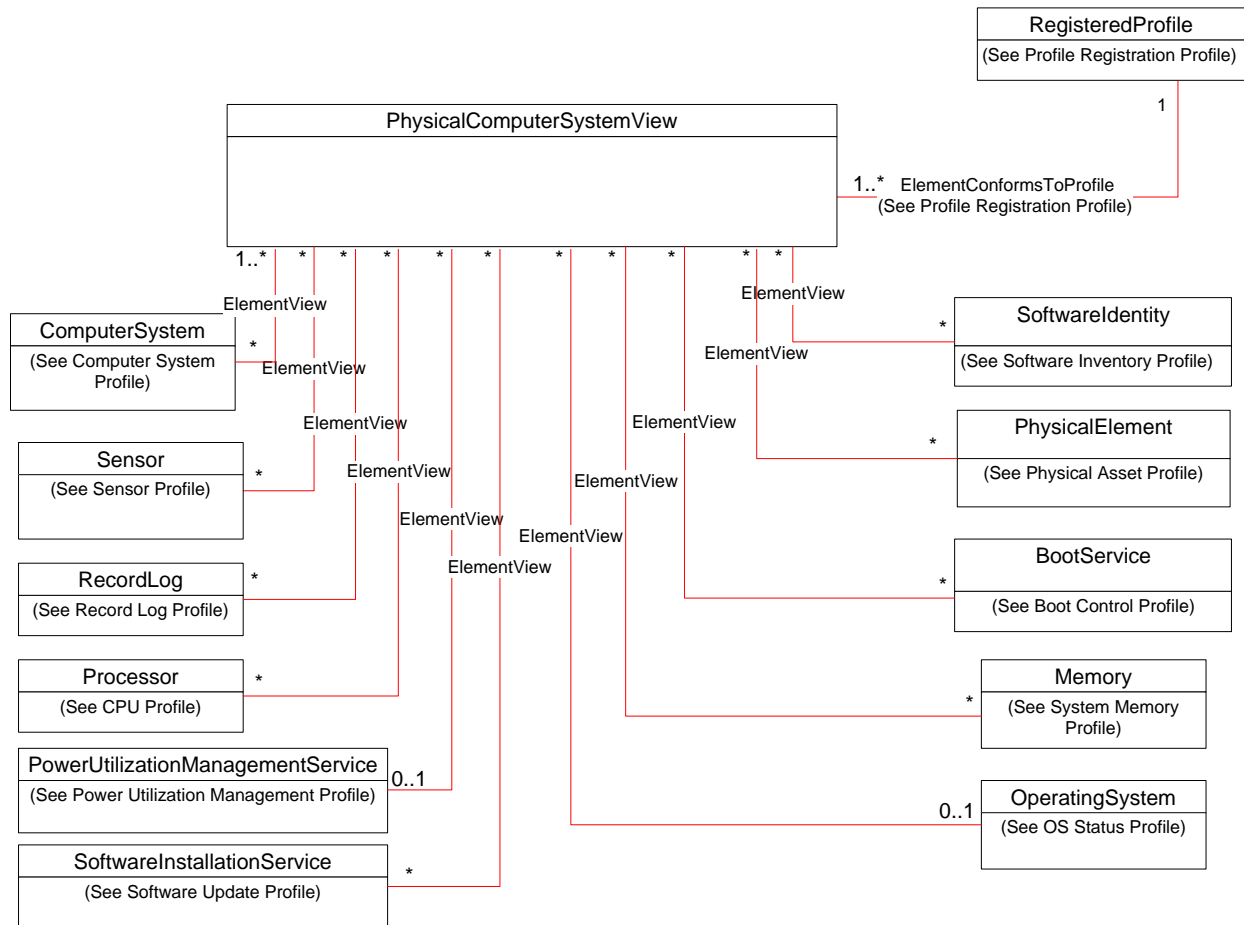 RegisteredProfile
(See Profile Registration Profile)
1
PhysicalComputerSystemView
1..*
ElementConformsToProfile
(See Profile Registration Profile)
1..*
*
*
*
*
*
*
*
*
*
*
ElementView
ElementView
ComputerSystem
(See Computer System
Profile)
*
SoftwareIdentity
(See Software Inventory Profile)
*
ElementView
ElementView
ElementView
ElementView
PhysicalElement
(See Physical Asset Profile)
*
Sensor
(See Sensor Profile)
*
ElementView
ElementView
ElementView
ElementView
ElementView
RecordLog
(See Record Log Profile)
*
BootService
(See Boot Control Profile)
*
Processor
(See CPU Profile)
*
Memory
(See System Memory
Profile)
*
PowerUtilizationManagementService
(See Power Utilization Management Profile)
0..1
OperatingSystem
(See OS Status Profile)
0..1
SoftwareInstallationService
(See Software Update Profile)
*